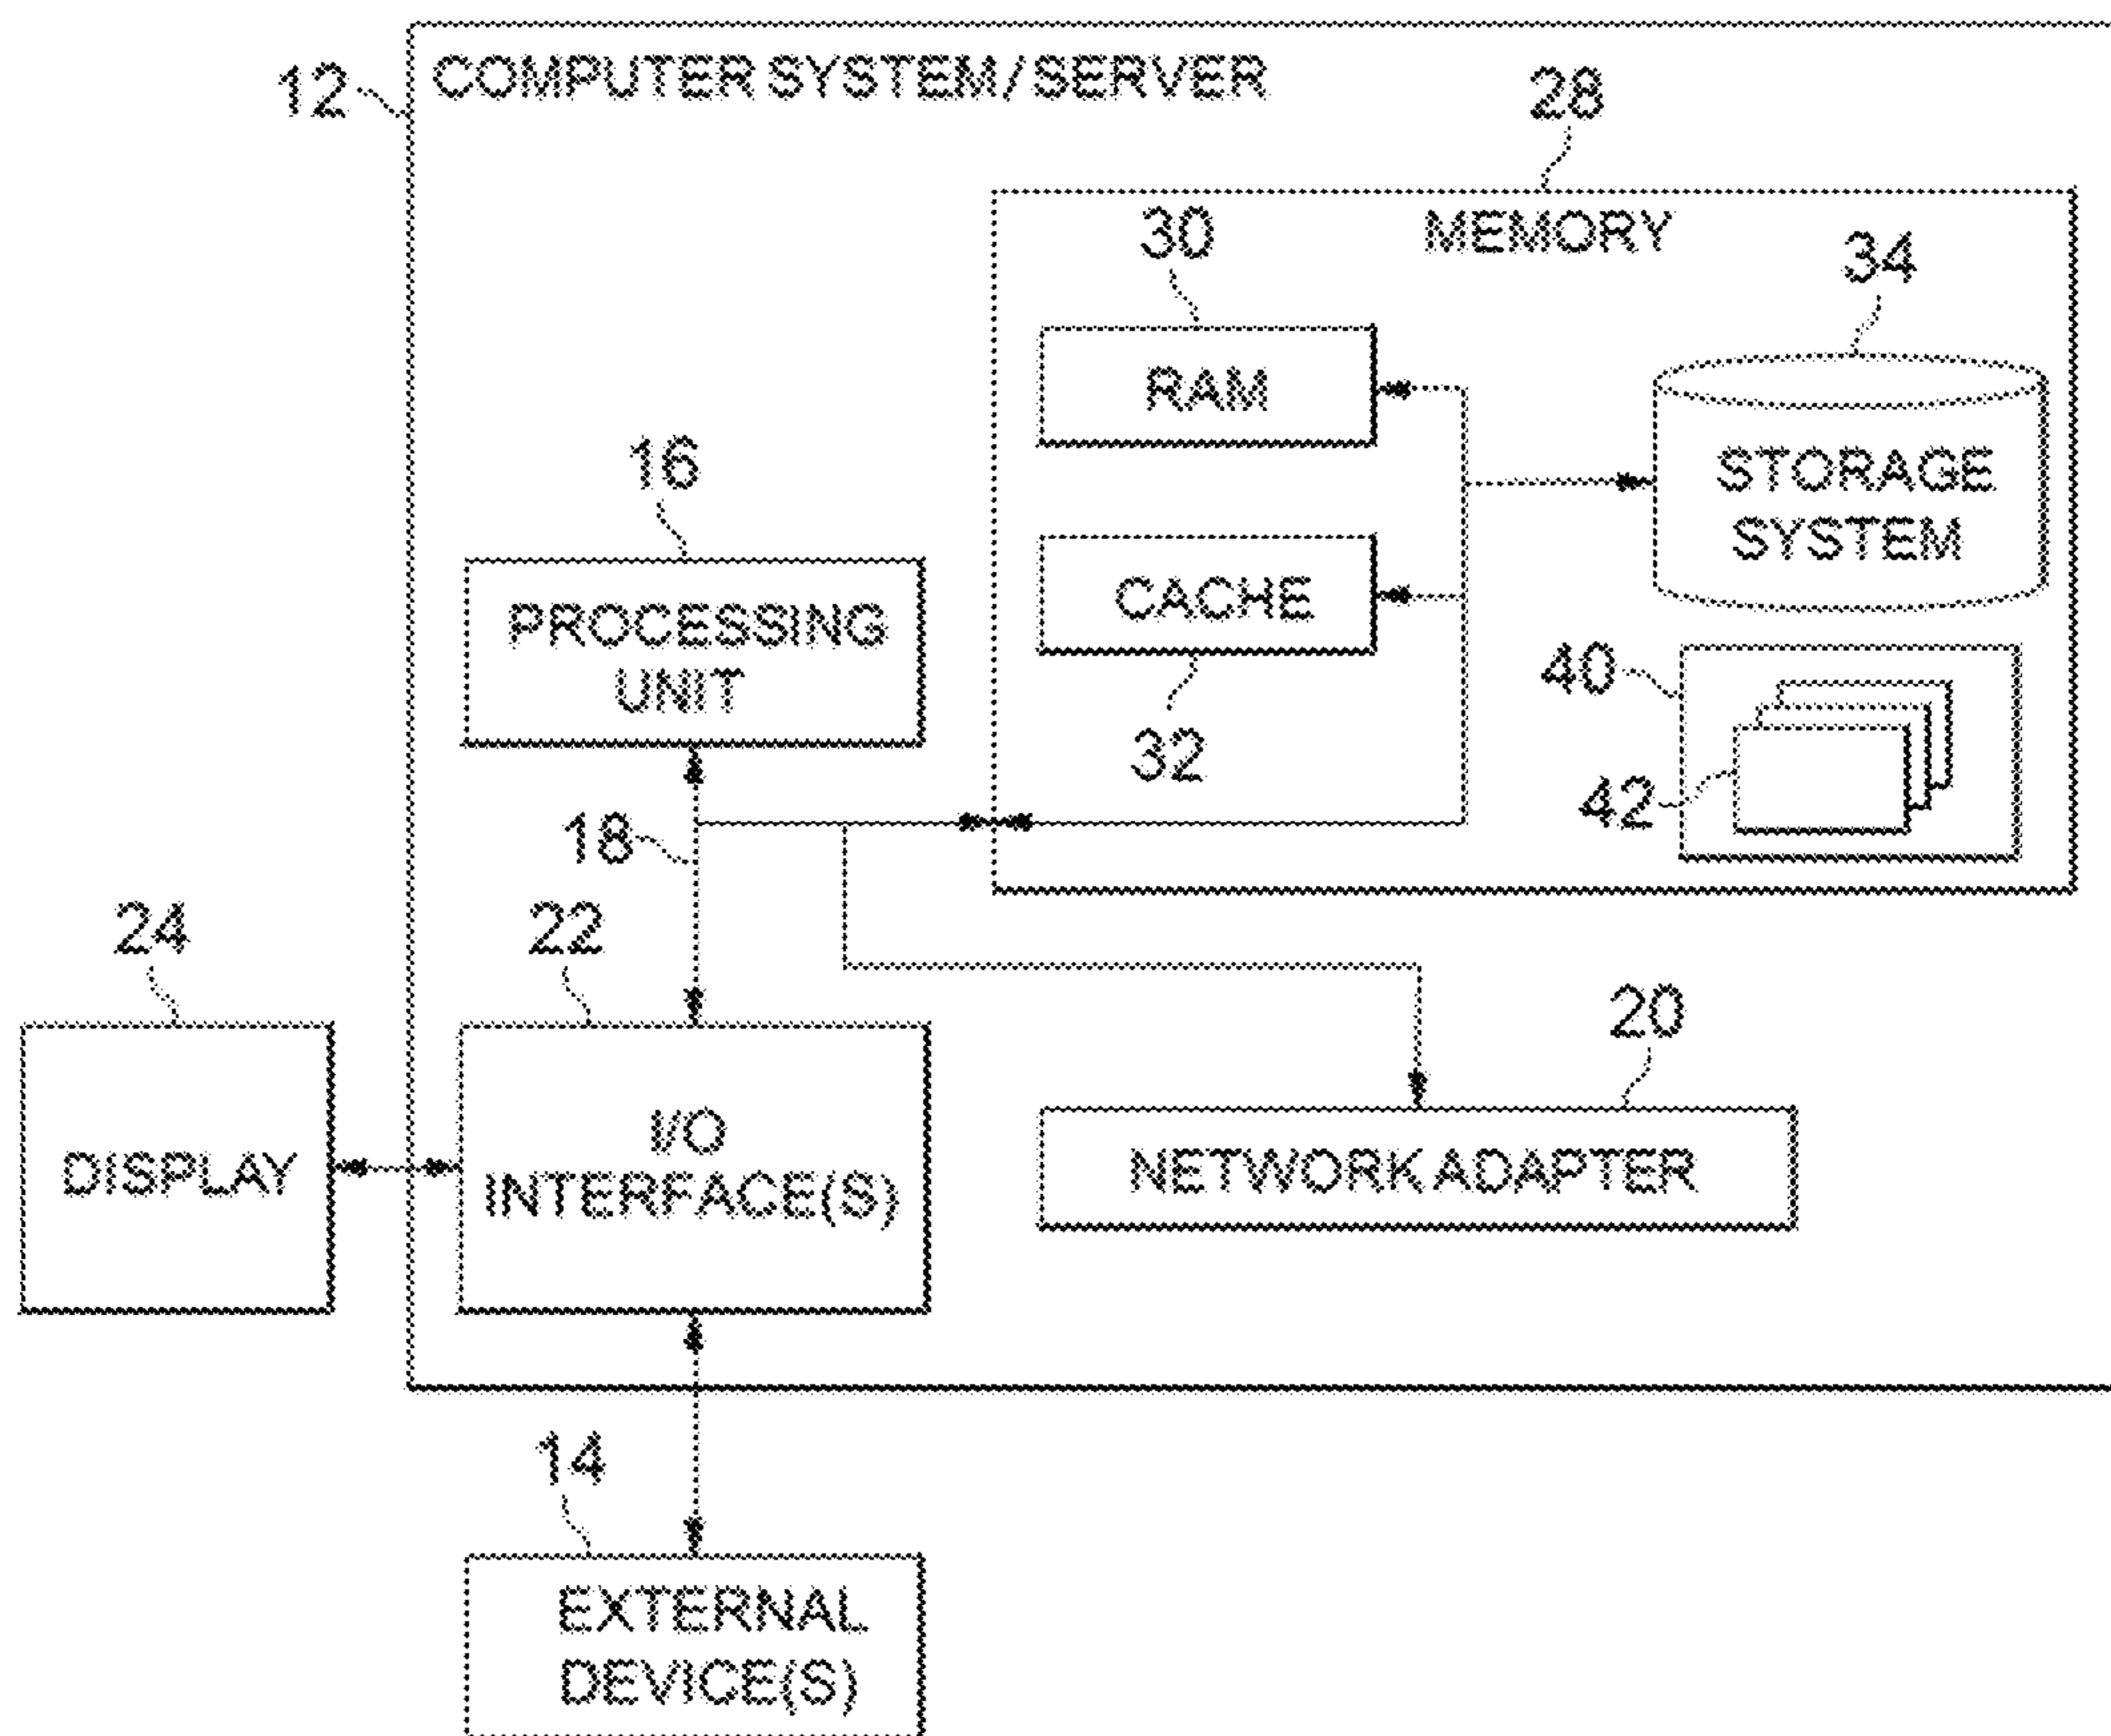 12
COMPUTER SYSTEM / SERVER
28
MEMORY
30
34
RAM
STORAGE
SYSTEM
16
PROCESSING
UNIT
CACHE
32
40
42
18
24
22
20
DISPLAY
I/O
INTERFACE(S)
NETWORK ADAPTER
14
EXTERNAL
DEVICE(S)